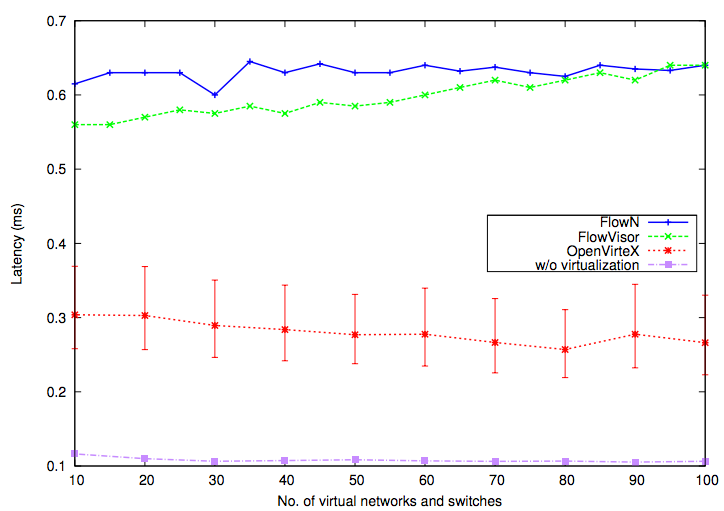 0.7
0.6
0.5
0.4
0.3
0.2
0.1
Latency (ms)
FlowN
FlowVisor
OpenVirteX
w/o virtualization
10 20 30 40 50 60 70 80 90 100
No. of virtual networks and switches